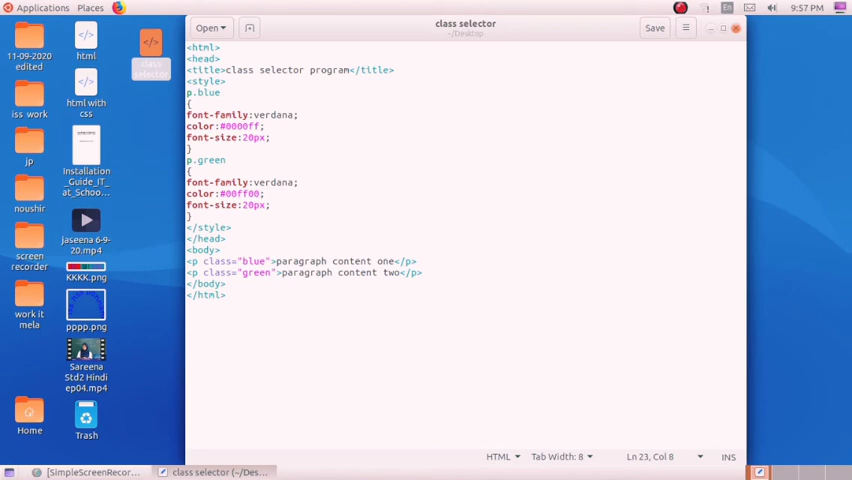 Applications Places
En
9:57 PM
11-09-2020
edited
iss work
jp
noushir
screen
recorder
work it
mela
Home
html
html with
css
Installation
_Guide_IT_
at_Schoo...
jaseena 6-9-
20.mp4
KKKK.png
pppp.png
Sareena
Std2 Hindi
ep04.mp4
Trash
class
selector
Open
class selector
~/Desktop
Save
<html>
<head>
<title>class selector program</title>
<style>
p.blue
{
font-family:verdana;
color:#0000ff;
font-size:20px;
}
p.green
{
font-family:verdana;
color:#00ff00;
font-size:20px;
}
</style>
</head>
<body>
<p class="blue">paragraph content one</p>
<p class="green">paragraph content two</p>
</body>
</html>
HTML Tab Width: 8 Ln 23, Col 8 INS
[SimpleScreenRecor...
class selector (~/Des...